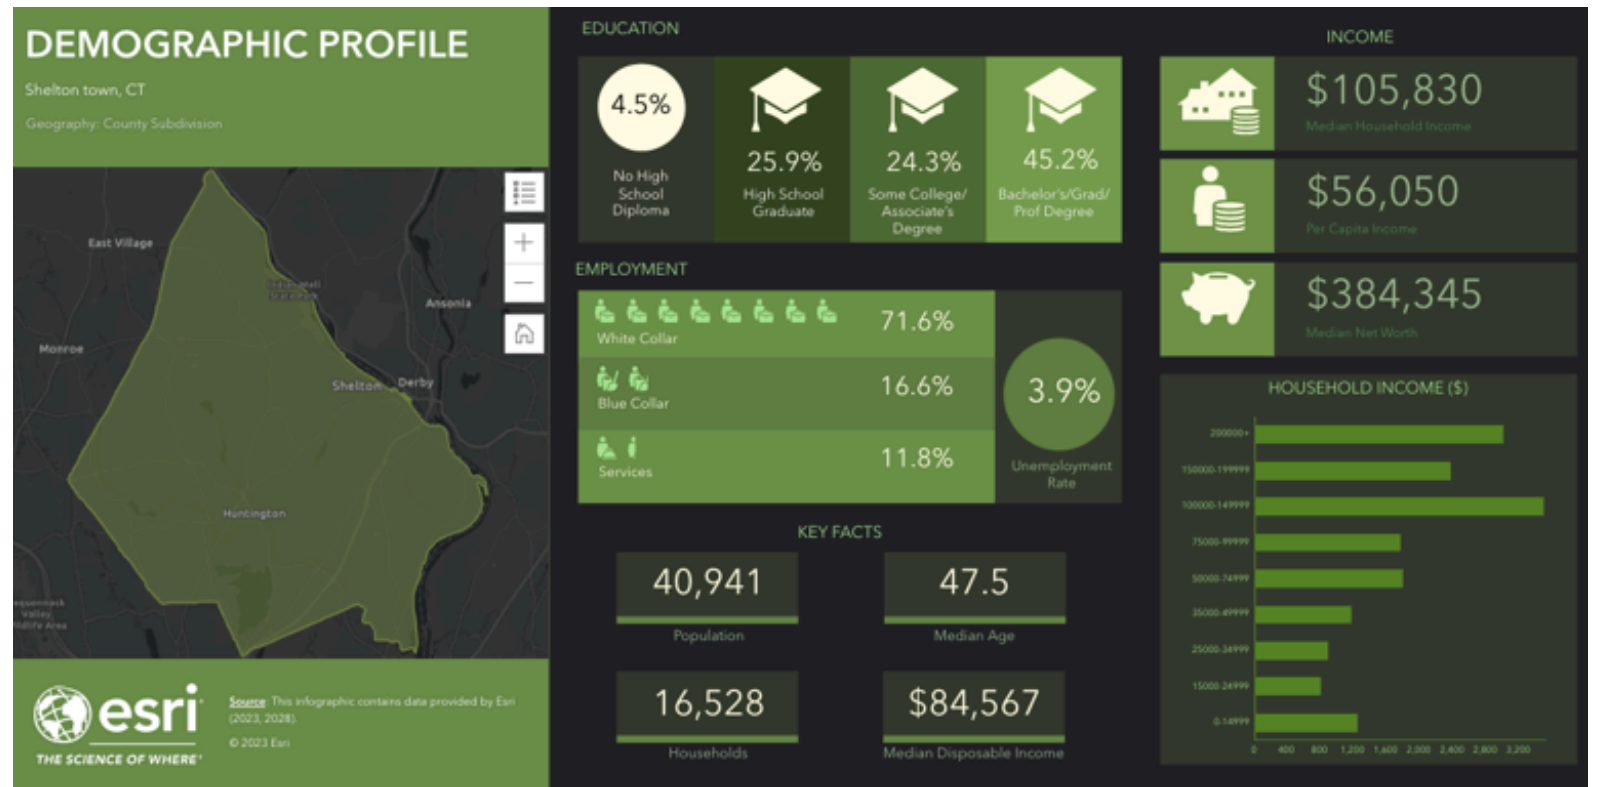 DEMOGRAPHIC PROFILE
Shelton town, CT
Geography: County Subdivision
East Village
Indian Well
State Park
Ansonia
Monroe
Shelton
Derby
Huntington
Valley
esri
THE SCIENCE OF WHERE
Source: This infographic contains data provided by Esri
(2023, 2028).
© 2023 Esri
EDUCATION
4.5%
No High
School
Diploma
25.9%
High School
Graduate
24.3%
Some College/
Associate's
Degree
45.2%
Bachelor's/Grad/
Prof Degree
EMPLOYMENT
White Collar
71.6%
Blue Collar
16.6%
Services
11.8%
3.9%
Unemployment
Rate
KEY FACTS
40,941
Population
47.5
Median Age
16,528
Households
$84,567
Median Disposable Income
INCOME
$105,830
Median Household Income
$56,050
Per Capita Income
$384,345
Median Net Worth
HOUSEHOLD INCOME ($)
200000+
150000-199999
100000-149999
75000-99999
50000-74999
35000-49999
25000-34999
15000-24999
0-14999
0 400 800 1,200 1,600 2,000 2,400 2,800 3,200